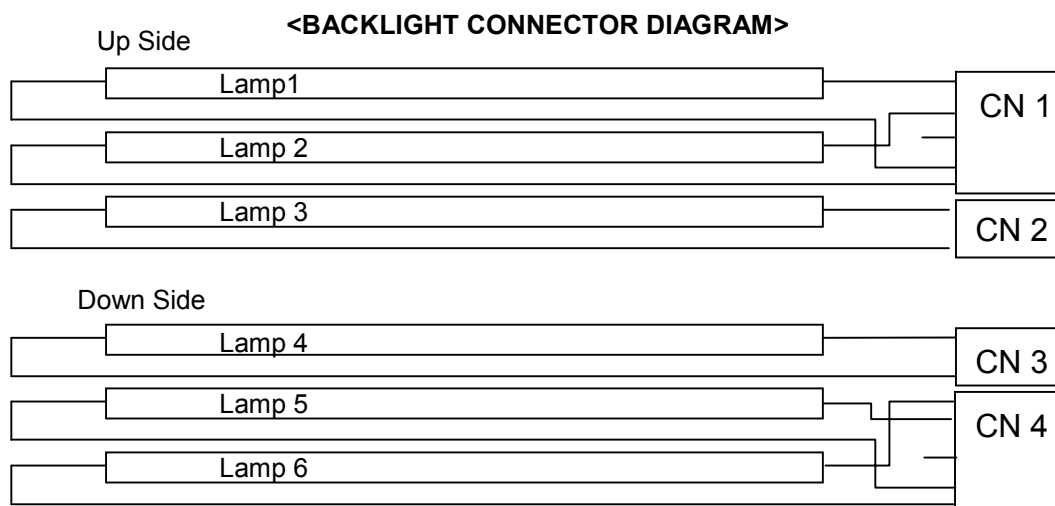 <BACKLIGHT CONNECTOR DIAGRAM>
Up Side
Lamp1
CN 1
Lamp 2
Lamp 3
CN 2
Down Side
Lamp 4
CN 3
Lamp 5
CN 4
Lamp 6